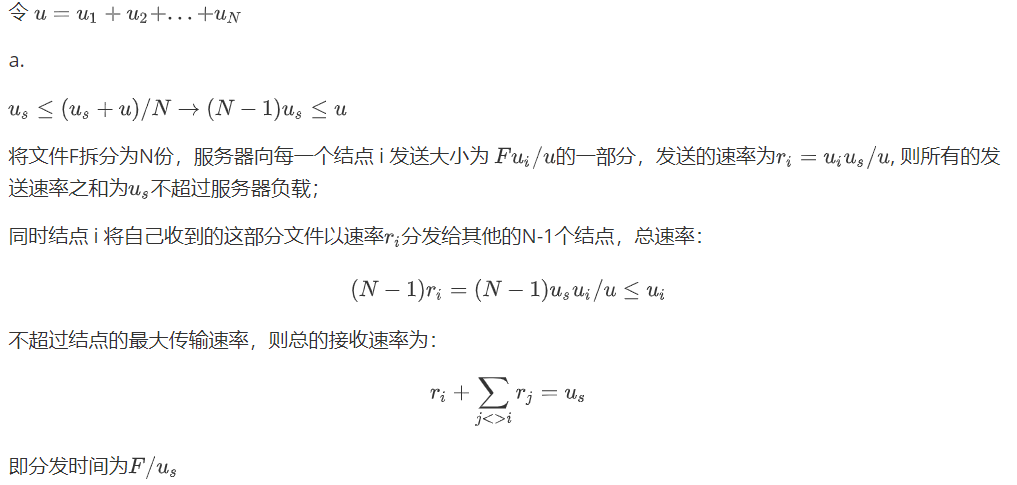 令 $u = u_1 + u_2 + \ldots + u_N$
a.
$u_s \leq (u_s + u)/N \rightarrow (N-1)u_s \leq u$
将文件F拆分为N份，服务器向每一个结点 i 发送大小为 $Fu_i/u$的一部分，发送的速率为$r_i = u_iu_s/u$, 则所有的发
送速率之和为$u_s$不超过服务器负载；
同时结点 i 将自己收到的这部分文件以速率$r_i$分发给其他的N-1个结点，总速率：
$(N-1)r_i = (N-1)u_su_i/u \leq u_i$
不超过结点的最大传输速率，则总的接收速率为：
$r_i + \sum_{j<>i} r_j = u_s$
即分发时间为$F/u_s$